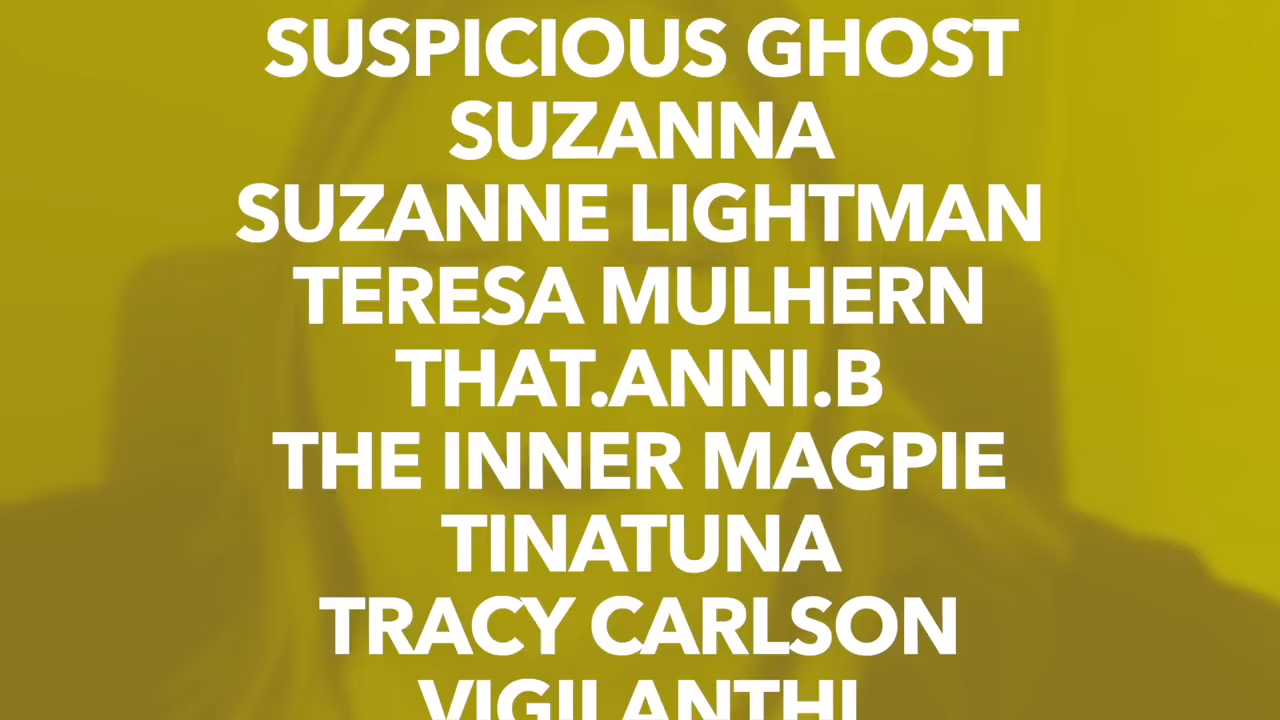 SUSPICIOUS GHOST
SUZANNA
SUZANNE LIGHTMAN
TERESA MULHERN
THAT.ANNI.B
THE INNER MAGPIE
TINATUNA
TRACY CARLSON